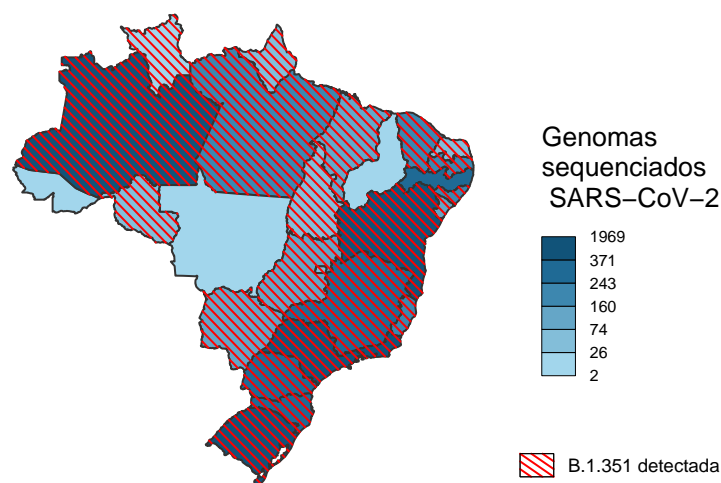 Genomas
sequenciados
SARS−CoV−2
1969
371
243
160
74
26
2
B.1.351 detectada